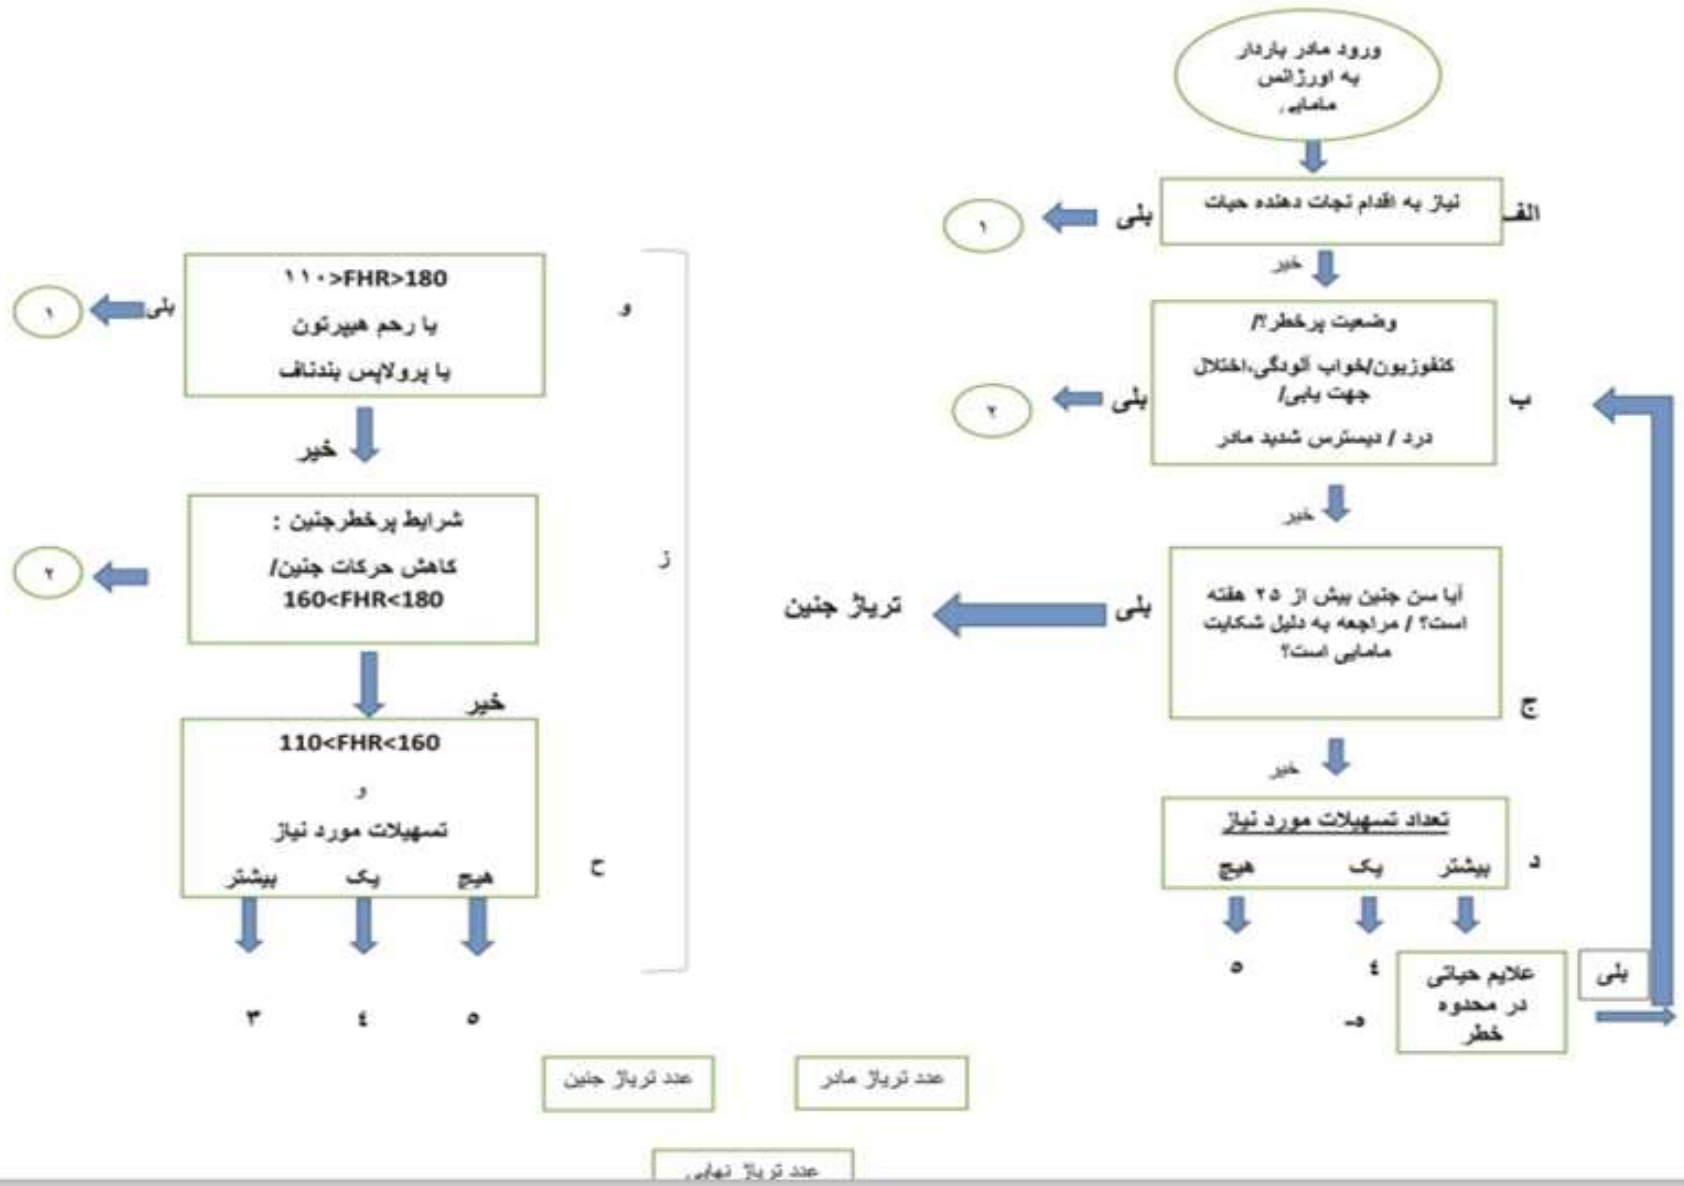 ورود مادر باردار
به اورژانس
مامایی
الف
نیاز به اقدام نجات دهنده حیات
بلی
۱
خیر
ب
وضعیت پرخطر؟/
کنفوزیون/خواب آلودگی،اختلال
جهت یابی/
درد / دیسترس شدید مادر
بلی
۲
خیر
ج
آیا سن جنین بیش از ۲۵ هفته
است؟ / مراجعه به دلیل شکایت
مامایی است؟
بلی
تریاژ جنین
خیر
د
تعداد تسهیلات مورد نیاز
بیشتر یک هیچ
۴ ۵
ه-
علایم حیاتی
در محدوه
خطر
بلی
و
۱۱۰>FHR>180
یا رحم هیپرتون
یا پرولاپس بندناف
بلی
۱
خیر
ز
شرایط پرخطرجنین :
کاهش حرکات جنین/
160<FHR<180
۲
خیر
ح
110<FHR<160
و
تسهیلات مورد نیاز
هیچ یک بیشتر
۵ ۴ ۳
عدد تریاژ مادر
عدد تریاژ جنین
عدد تریاژ نهایی